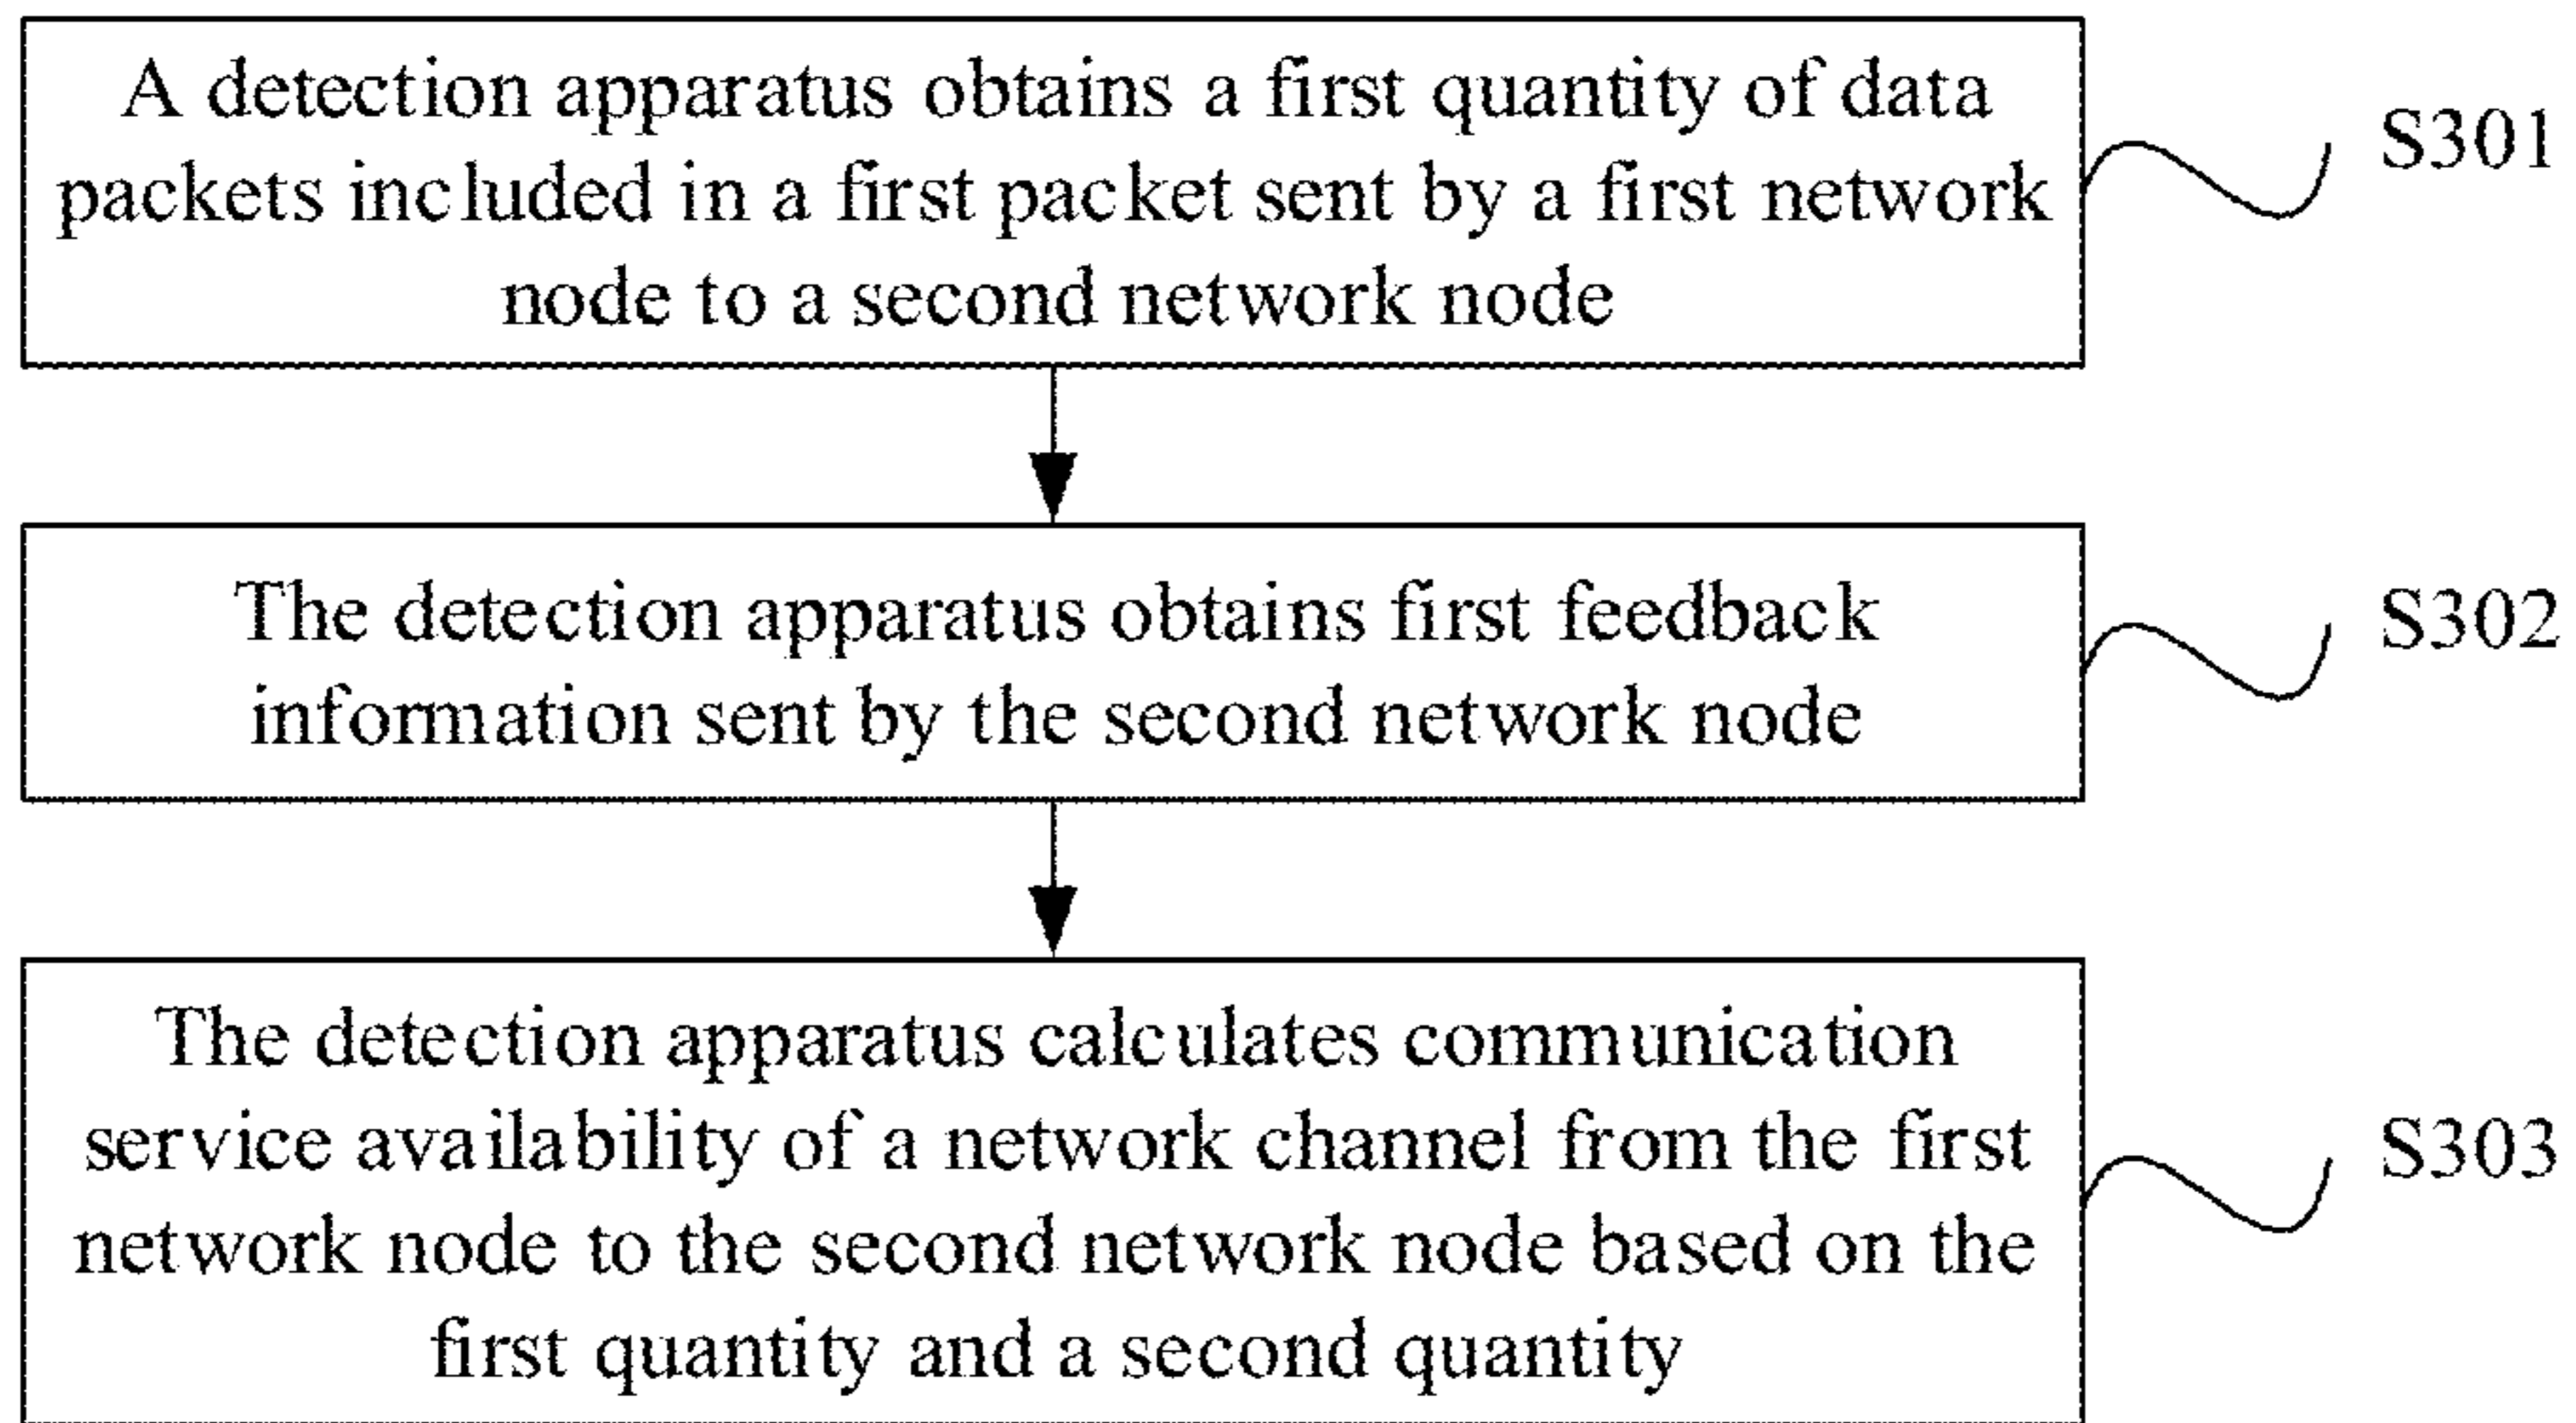 A detection apparatus obtains a first quantity of data
packets included in a first packet sent by a first network
node to a second network node
S301
The detection apparatus obtains first feedback
information sent by the second network node
S302
The detection apparatus calculates communication
service availability of a network channel from the first
network node to the second network node based on the
first quantity and a second quantity
S303